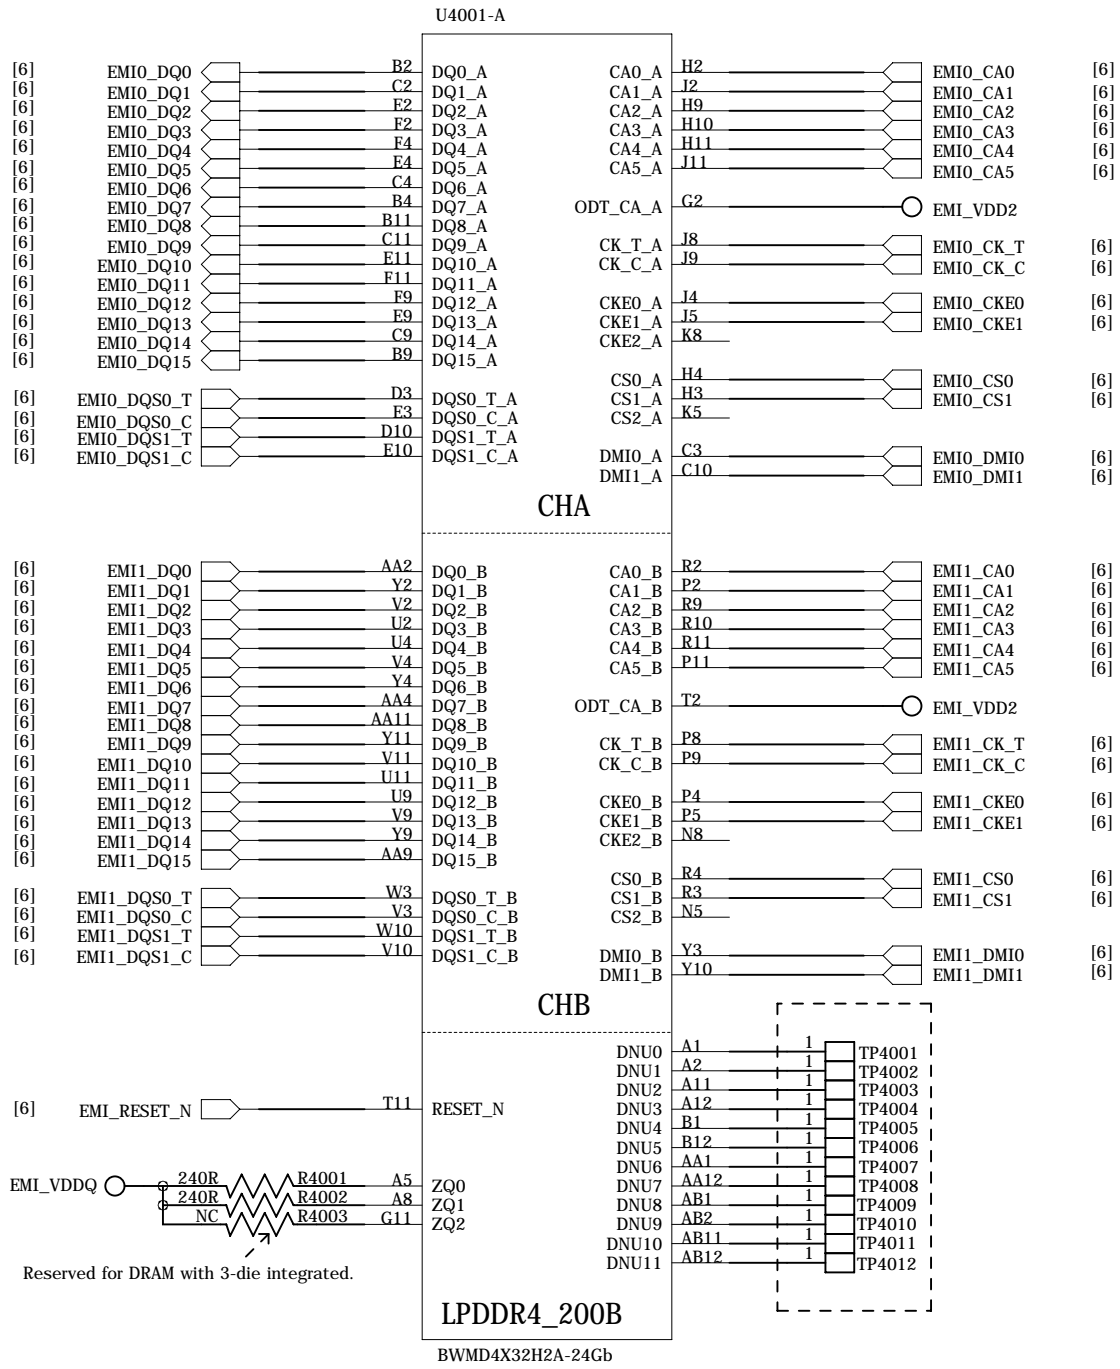 U4001-A
[6] EMI0_DQ0 B2 DQ0_A CA0_A H2 EMI0_CA0 [6]
[6] EMI0_DQ1 C2 DQ1_A CA1_A J2 EMI0_CA1 [6]
[6] EMI0_DQ2 E2 DQ2_A CA2_A H9 EMI0_CA2 [6]
[6] EMI0_DQ3 F2 DQ3_A CA3_A H10 EMI0_CA3 [6]
[6] EMI0_DQ4 F4 DQ4_A CA4_A H11 EMI0_CA4 [6]
[6] EMI0_DQ5 E4 DQ5_A CA5_A J11 EMI0_CA5 [6]
[6] EMI0_DQ6 C4 DQ6_A
[6] EMI0_DQ7 B4 DQ7_A ODT_CA_A G2 EMI_VDD2
[6] EMI0_DQ8 B11 DQ8_A
[6] EMI0_DQ9 C11 DQ9_A CK_T_A J8 EMI0_CK_T [6]
[6] EMI0_DQ10 E11 DQ10_A CK_C_A J9 EMI0_CK_C [6]
[6] EMI0_DQ11 F11 DQ11_A
[6] EMI0_DQ12 F9 DQ12_A CKE0_A J4 EMI0_CKE0 [6]
[6] EMI0_DQ13 E9 DQ13_A CKE1_A J5 EMI0_CKE1 [6]
[6] EMI0_DQ14 C9 DQ14_A CKE2_A K8
[6] EMI0_DQ15 B9 DQ15_A
CS0_A H4 EMI0_CS0 [6]
[6] EMI0_DQS0_T D3 DQS0_T_A CS1_A H3 EMI0_CS1 [6]
[6] EMI0_DQS0_C E3 DQS0_C_A CS2_A K5
[6] EMI0_DQS1_T D10 DQS1_T_A
[6] EMI0_DQS1_C E10 DQS1_C_A DMI0_A C3 EMI0_DMI0 [6]
DMI1_A C10 EMI0_DMI1 [6]
CHA
[6] EMI1_DQ0 AA2 DQ0_B CA0_B R2 EMI1_CA0 [6]
[6] EMI1_DQ1 Y2 DQ1_B CA1_B P2 EMI1_CA1 [6]
[6] EMI1_DQ2 V2 DQ2_B CA2_B R9 EMI1_CA2 [6]
[6] EMI1_DQ3 U2 DQ3_B CA3_B R10 EMI1_CA3 [6]
[6] EMI1_DQ4 U4 DQ4_B CA4_B R11 EMI1_CA4 [6]
[6] EMI1_DQ5 V4 DQ5_B CA5_B P11 EMI1_CA5 [6]
[6] EMI1_DQ6 Y4 DQ6_B
[6] EMI1_DQ7 AA4 DQ7_B ODT_CA_B T2 EMI_VDD2
[6] EMI1_DQ8 AA11 DQ8_B
[6] EMI1_DQ9 Y11 DQ9_B CK_T_B P8 EMI1_CK_T [6]
[6] EMI1_DQ10 V11 DQ10_B CK_C_B P9 EMI1_CK_C [6]
[6] EMI1_DQ11 U11 DQ11_B
[6] EMI1_DQ12 U9 DQ12_B CKE0_B P4 EMI1_CKE0 [6]
[6] EMI1_DQ13 V9 DQ13_B CKE1_B P5 EMI1_CKE1 [6]
[6] EMI1_DQ14 Y9 DQ14_B CKE2_B N8
[6] EMI1_DQ15 AA9 DQ15_B
CS0_B R4 EMI1_CS0 [6]
[6] EMI1_DQS0_T W3 DQS0_T_B CS1_B R3 EMI1_CS1 [6]
[6] EMI1_DQS0_C V3 DQS0_C_B CS2_B N5
[6] EMI1_DQS1_T W10 DQS1_T_B
[6] EMI1_DQS1_C V10 DQS1_C_B DMI0_B Y3 EMI1_DMI0 [6]
DMI1_B Y10 EMI1_DMI1 [6]
CHB
DNU0 A1 1 TP4001
DNU1 A2 1 TP4002
DNU2 A11 1 TP4003
[6] EMI_RESET_N T11 RESET_N DNU3 A12 1 TP4004
DNU4 B1 1 TP4005
DNU5 B12 1 TP4006
DNU6 AA1 1 TP4007
EMI_VDDQ 240R R4001 A5 ZQ0 DNU7 AA12 1 TP4008
240R R4002 A8 ZQ1 DNU8 AB1 1 TP4009
NC R4003 G11 ZQ2 DNU9 AB2 1 TP4010
DNU10 AB11 1 TP4011
DNU11 AB12 1 TP4012
Reserved for DRAM with 3-die integrated.
LPDDR4_200B
BWMD4X32H2A-24Gb